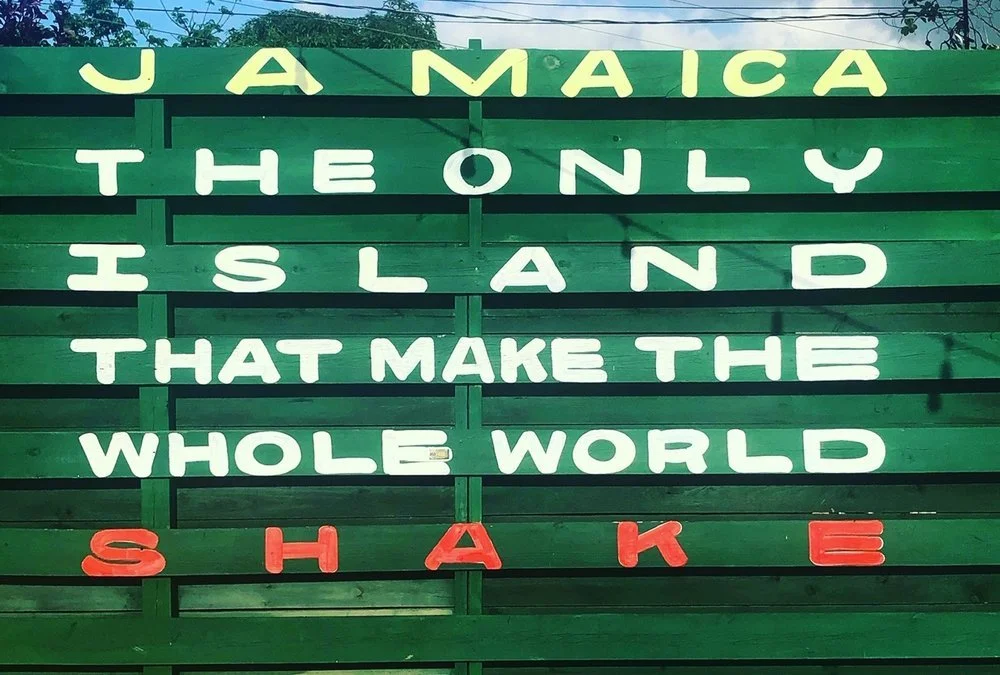 JAMAICA
THE ONLY
ISLAND
THAT MAKE THE
WHOLE WORLD
SHAKE